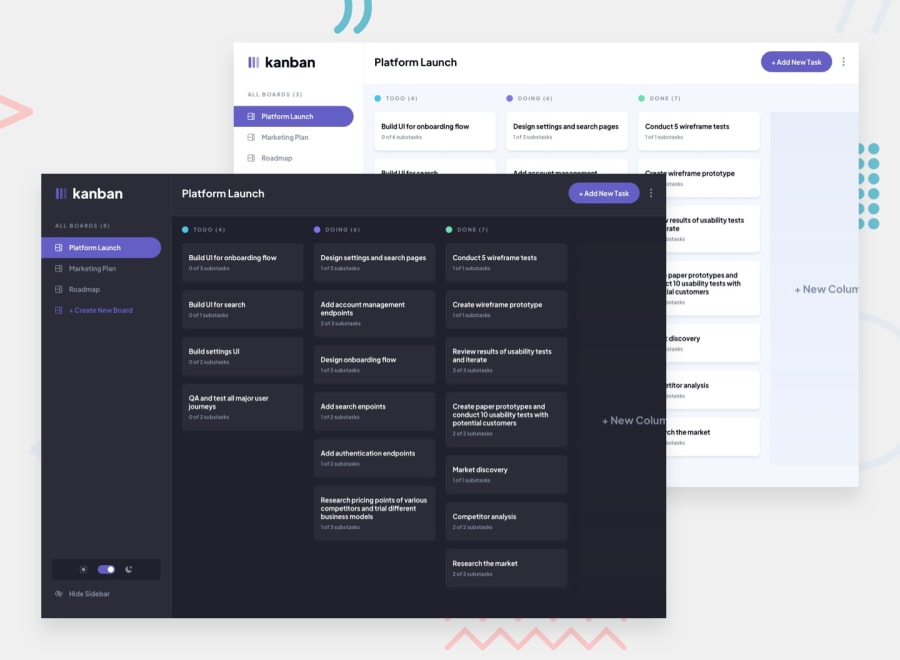 kanban
Platform Launch
+ Add New Task
ALL BOARDS (3)
Platform Launch
Marketing Plan
Roadmap
TODO (4)
Build UI for onboarding flow
Build UI for search
DOING (6)
Design settings and search pages
1 of 3 substasks
Add account management
DONE (7)
Conduct 5 wireframe tests
1 of 1 substasks
Create wireframe prototype
results of usability tests
paper prototypes and
10 usability tests with
customers
discovery
analysis
the market
+ New Colum
kanban
Platform Launch
+ Add New Task
ALL BOARDS (8)
Platform Launch
Marketing Plan
Roadmap
+ Create New Board
Hide Sidebar
TODO (4)
Build UI for onboarding flow
0 of 3 substasks
Build UI for search
0 of 1 substasks
Build settings UI
0 of 2 substasks
QA and test all major user
journeys
0 of 2 substasks
DOING (6)
Design settings and search pages
1 of 3 substasks
Add account management
endpoints
2 of 3 substasks
Design onboarding flow
1 of 3 substasks
Add search enpoints
1 of 2 substasks
Add authentication endpoints
1 of 2 substasks
Research pricing points of various
competitors and trial different
business models
1 of 3 substasks
DONE (7)
Conduct 5 wireframe tests
1 of 1 substasks
Create wireframe prototype
1 of 1 substasks
Review results of usability tests
and iterate
3 of 3 substasks
Create paper prototypes and
conduct 10 usability tests with
potential customers
2 of 2 substasks
Market discovery
1 of 1 substasks
Competitor analysis
2 of 2 substasks
Research the market
2 of 2 substasks
+ New Colum